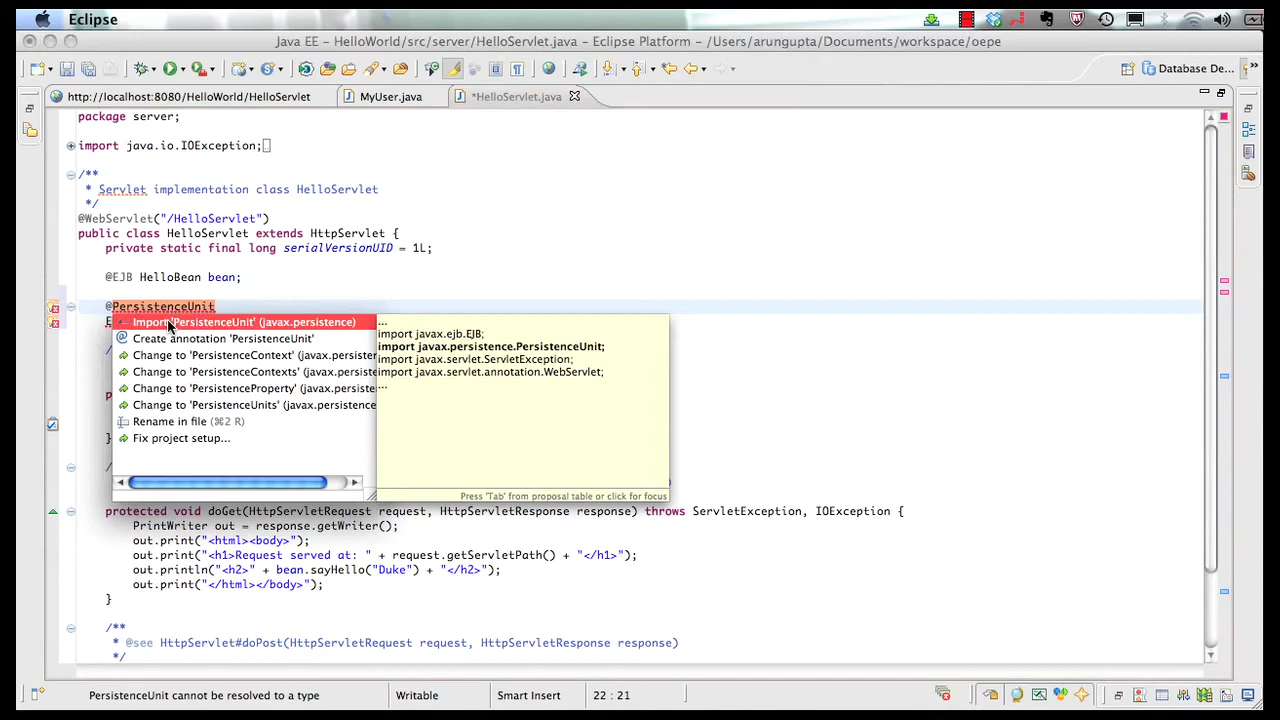 Eclipse
Java EE - HelloWorld/src/server/HelloServlet.java - Eclipse Platform - /Users/arungupta/Documents/workspace/oepe
Database De...
http://localhost:8080/HelloWorld/HelloServlet
MyUser.java
*HelloServlet.java
package server;
import java.io.IOException;
/**
* Servlet implementation class HelloServlet
*/
@WebServlet("/HelloServlet")
public class HelloServlet extends HttpServlet {
private static final long serialVersionUID = 1L;
@EJB HelloBean bean;
@PersistenceUnit
E
Import 'PersistenceUnit' (javax.persistence)
Create annotation 'PersistenceUnit'
Change to 'PersistenceContext' (javax.persister
Change to 'PersistenceContexts' (javax.persiste
Change to 'PersistenceProperty' (javax.persiste
Change to 'PersistenceUnits' (javax.persistence
Rename in file (⌘2 R)
Fix project setup...
...
import javax.ejb.EJB;
import javax.persistence.PersistenceUnit;
import javax.servlet.ServletException;
import javax.servlet.annotation.WebServlet;
...
Press 'Tab' from proposal table or click for focus
protected void doGet(HttpServletRequest request, HttpServletResponse response) throws ServletException, IOException {
PrintWriter out = response.getWriter();
out.print("<html><body>");
out.print("<h1>Request served at: " + request.getServletPath() + "</h1>");
out.println("<h2>" + bean.sayHello("Duke") + "</h2>");
out.print("</html></body>");
}
/**
* @see HttpServlet#doPost(HttpServletRequest request, HttpServletResponse response)
*/
PersistenceUnit cannot be resolved to a type
Writable
Smart Insert
22 : 21